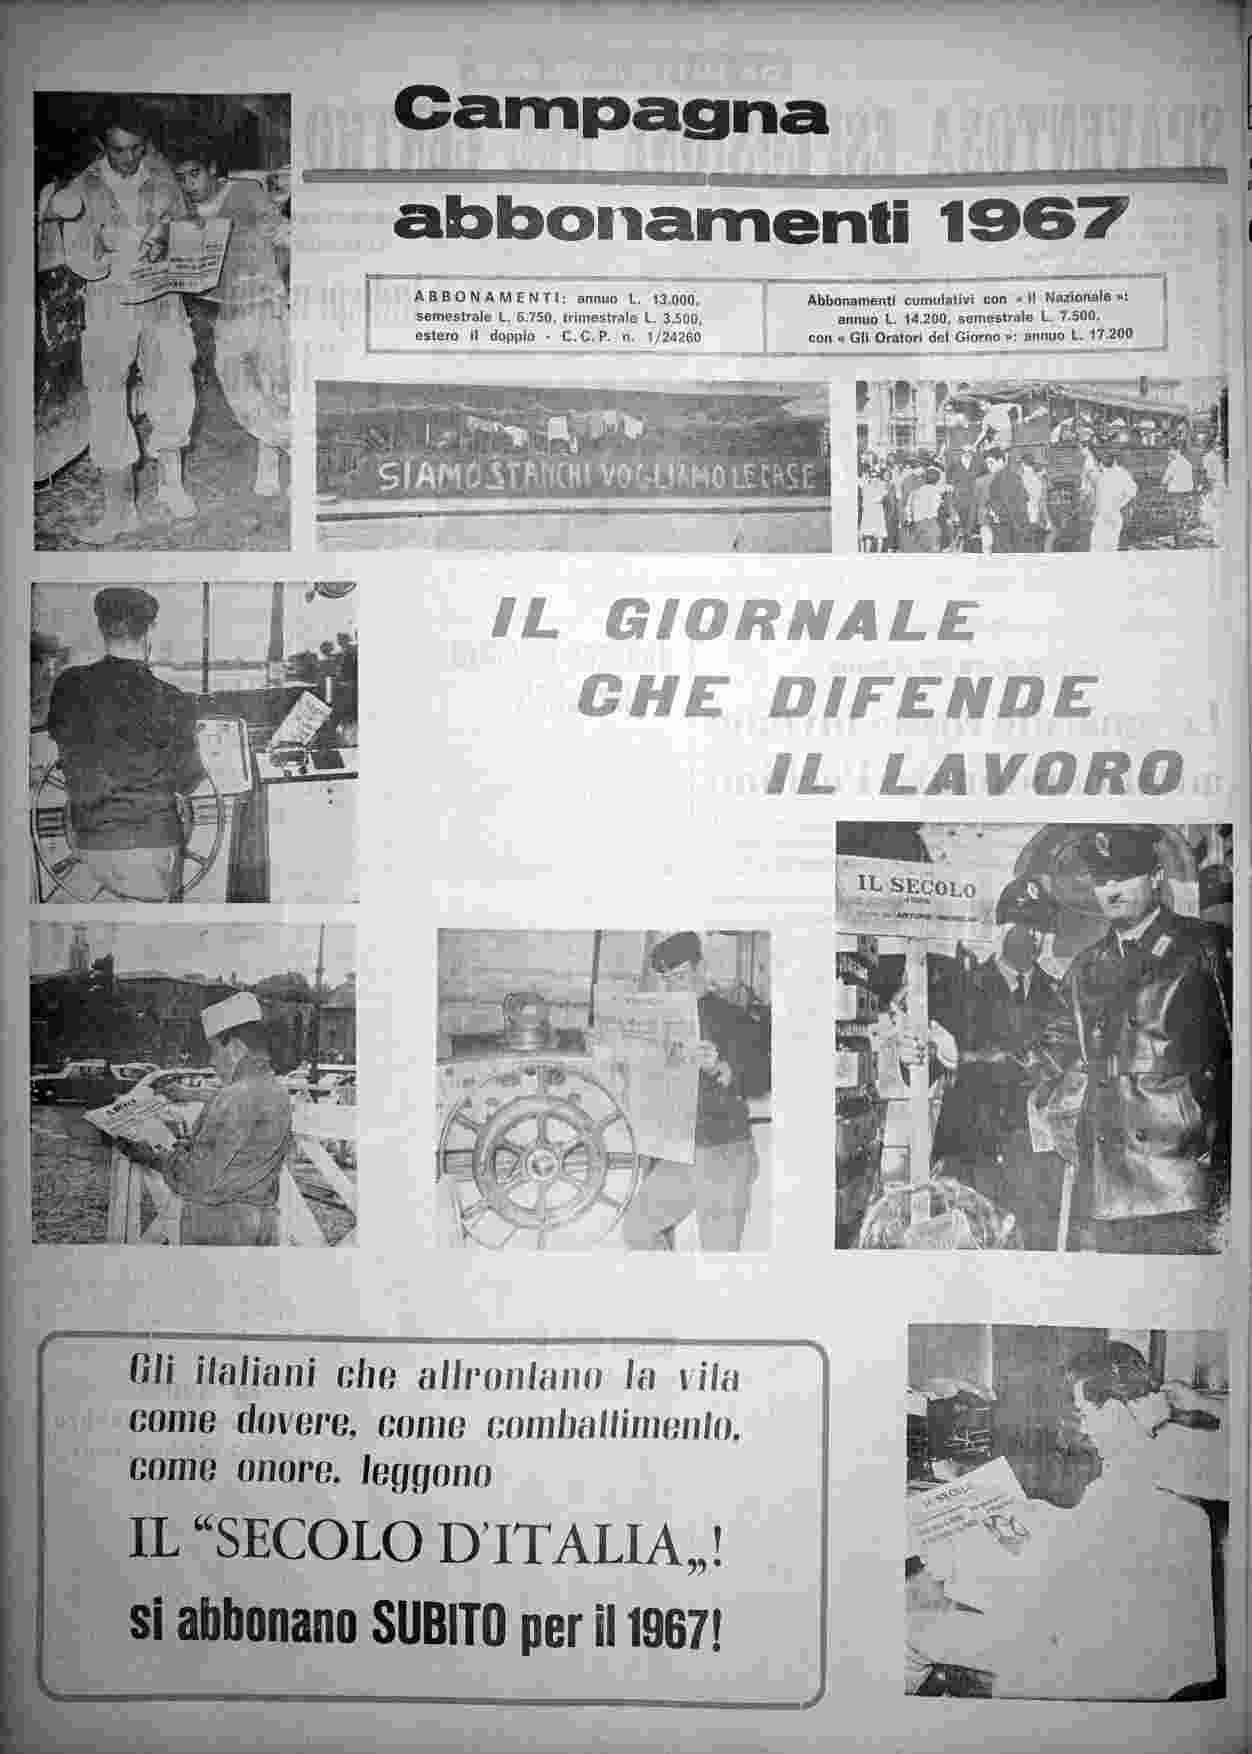 Campagna
abbonamenti 1967
ABBONAMENTI: annuo L. 13.000,
semestrale L. 6.750, trimestrale L. 3.500,
estero il doppio - C.C.P. n. 1/24260
Abbonamenti cumulativi con « Il Nazionale »:
annuo L. 14.200, semestrale L. 7.500,
con « Gli Oratori del Giorno »: annuo L. 17.200
SIAMO STANCHI VOGLIAMO LE CASE
IL GIORNALE
CHE DIFENDE
IL LAVORO
IL SECOLO
Gli italiani che affrontano la vita
come dovere, come combattimento,
come onore, leggono
IL “SECOLO D'ITALIA„!
si abbonano SUBITO per il 1967!